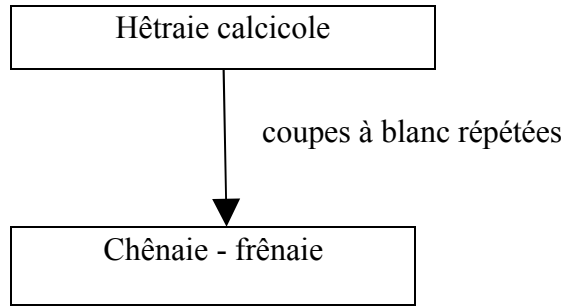 Hêtraie calcicole
coupes à blanc répétées
Chênaie - frênaie